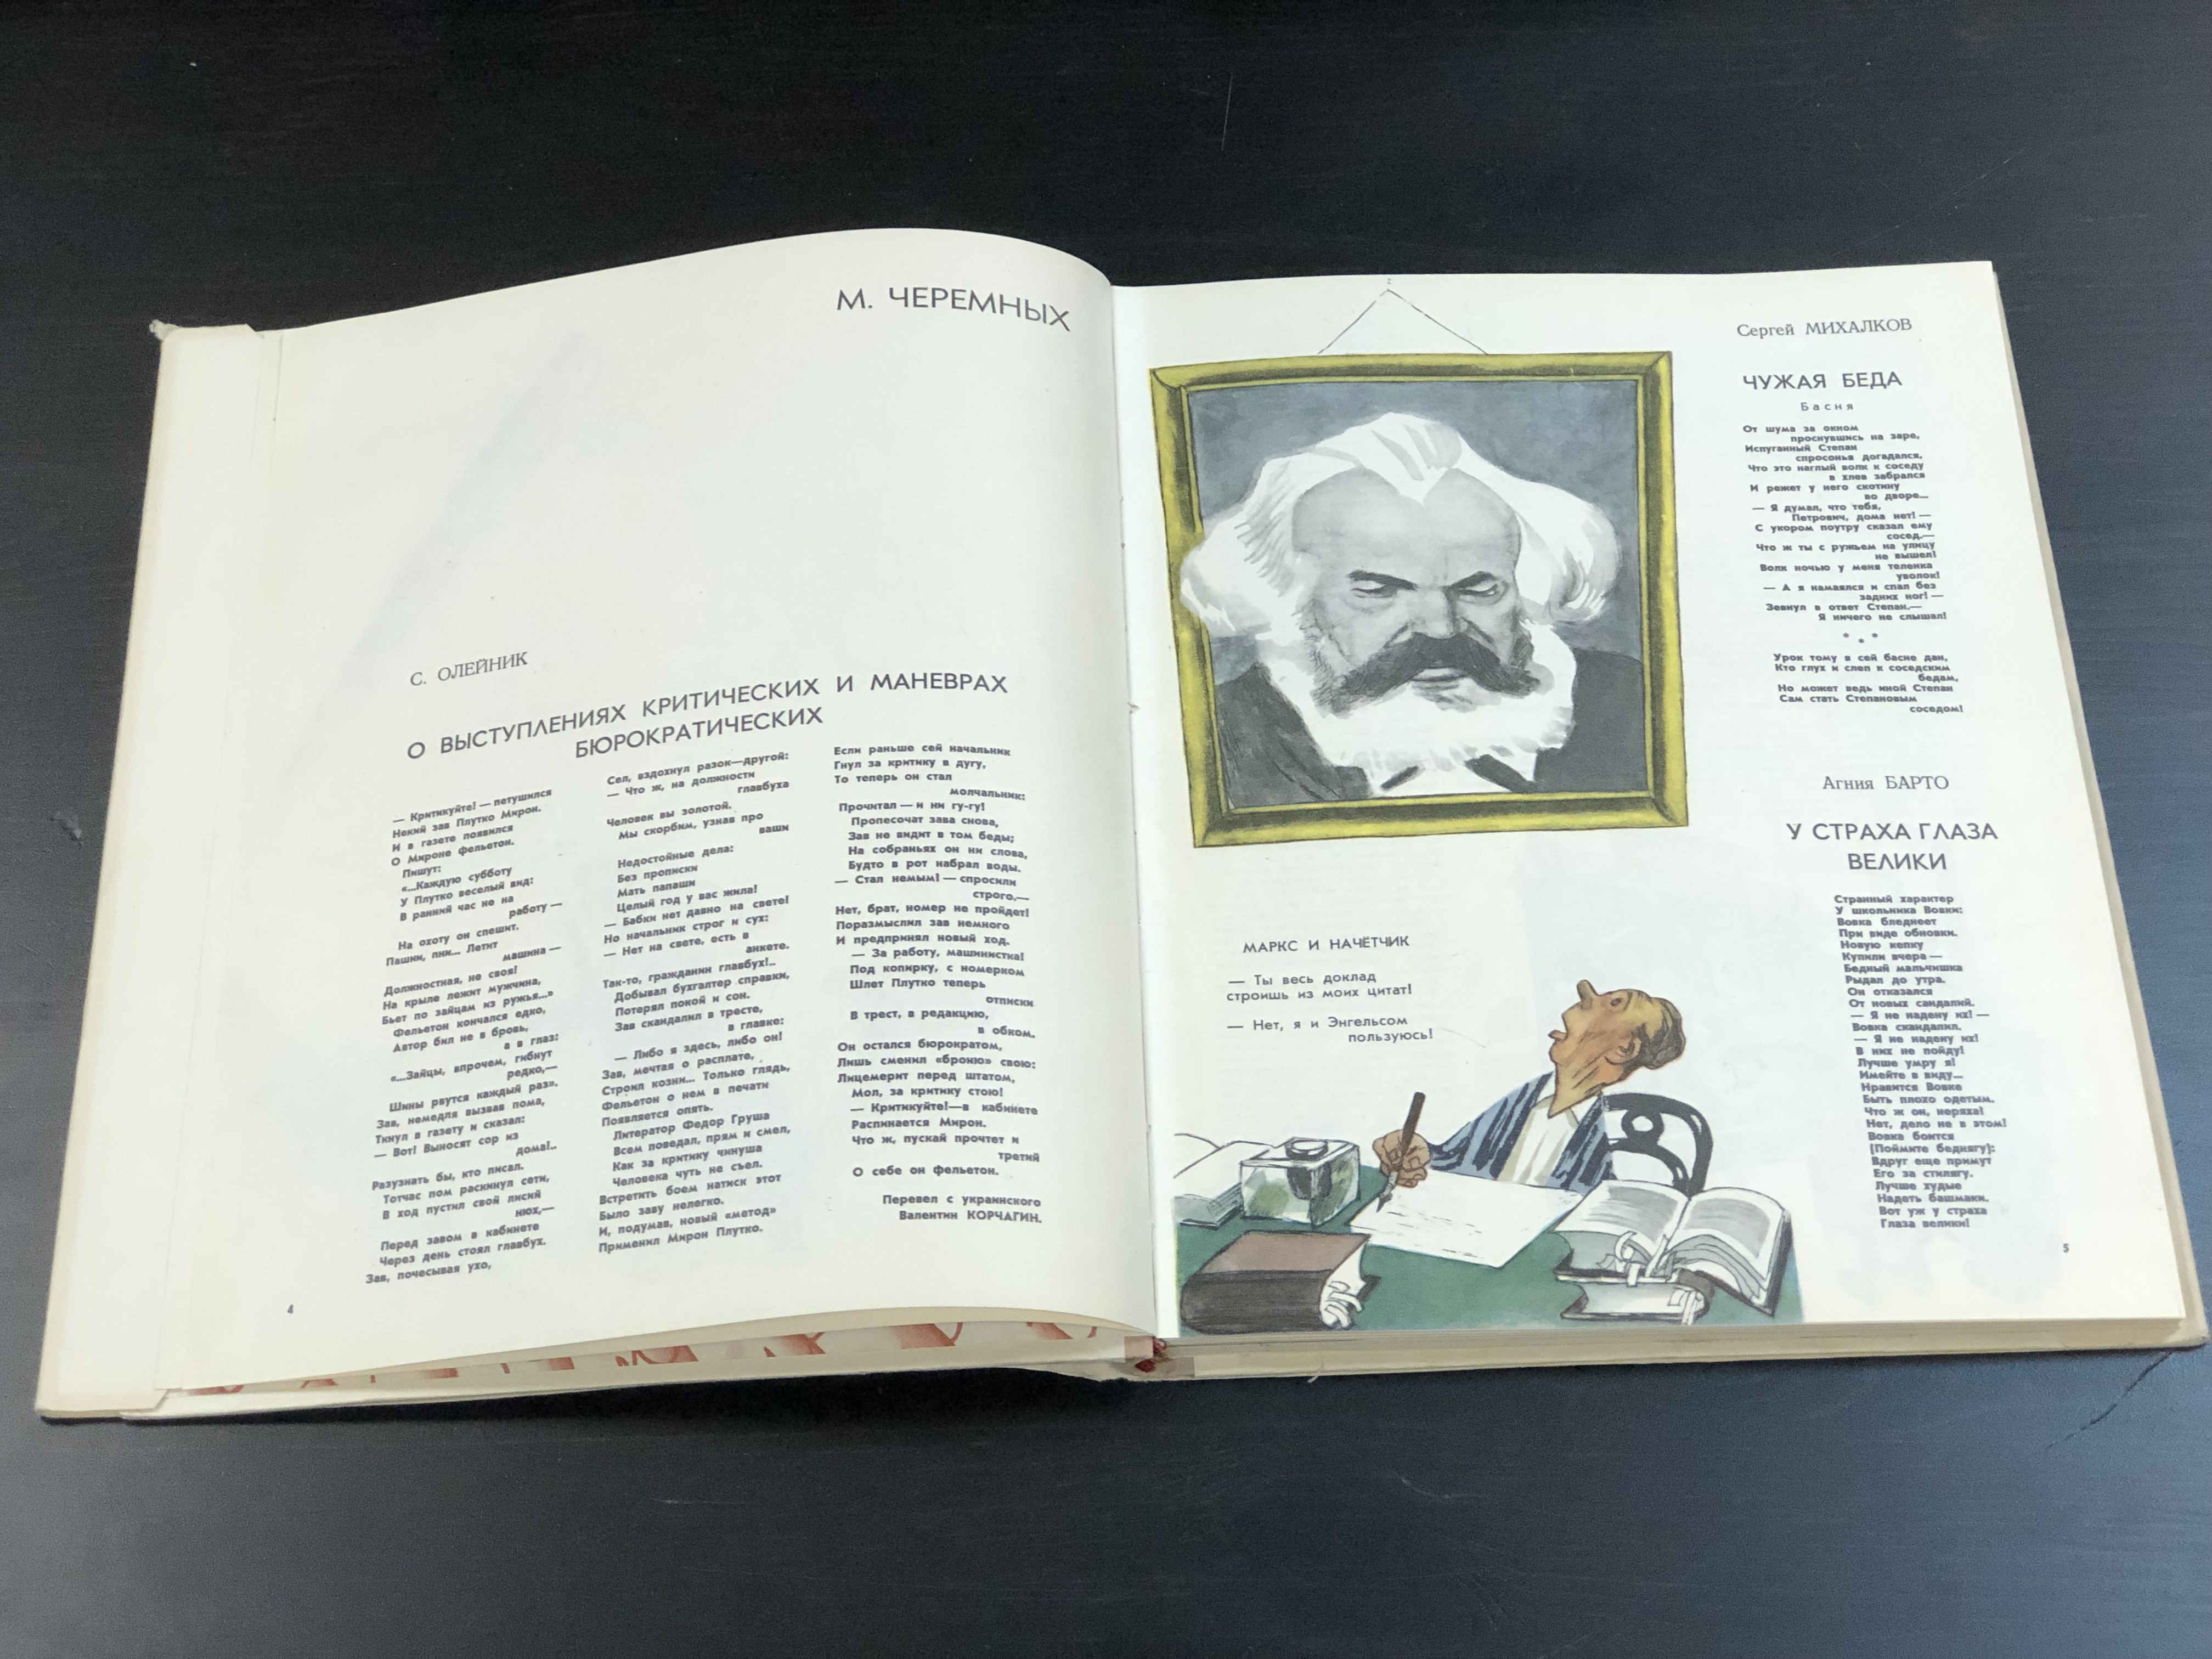 М. ЧЕРЕМНЫХ
С. ОЛЕЙНИК
О ВЫСТУПЛЕНИЯХ КРИТИЧЕСКИХ И МАНЕВРАХ
БЮРОКРАТИЧЕСКИХ
— Критикуйте! — петушился
Некий зав Плутко Мирон.
И в газете появился
О Мироне фельетон.
Пишут:
«...Каждую субботу
У Плутко веселый вид:
В ранний час не на
работу —
На охоту он спешит.
Пашни, пни... Летит
машина —
Должностная, не своя!
На крыле лежит мужчина,
Бьет по зайцам из ружья...»
Фельетон кончался едко,
Автор бил не в бровь,
а в глаз:
«...Зайцы, впрочем, гибнут
редко,—
Шины рвутся каждый раз».
Зав, немедля вызвав пома,
Ткнул в газету и сказал:
— Вот! Выносят сор из
дома!..
Разузнать бы, кто писал.
Тотчас пом раскинул сети,
В ход пустил свой лисий
нюх,—
Перед завом в кабинете
Через день стоял главбух.
Зав, почесывая ухо,
Сел, вздохнул разок—другой:
— Что ж, на должности
главбуха
Человек вы золотой.
Мы скорбим, узнав про
ваши
Недостойные дела:
Без прописки
Мать папаши
Целый год у вас жила!
— Бабки нет давно на свете!
Но начальник строг и сух:
— Нет на свете, есть в
анкете.
Так-то, гражданин главбух!..
Добывал бухгалтер справки,
Потерял покой и сон.
Зав скандалил в тресте,
в главке:
— Либо я здесь, либо он!
Зав, мечтая о расплате,
Строил козни... Только глядь,
Фельетон о нем в печати
Появляется опять.
Литератор Федор Груша
Всем поведал, прям и смел,
Как за критику чинуша
Человека чуть не съел.
Встретить боем натиск этот
Было заву нелегко.
И, подумав, новый «метод»
Применил Мирон Плутко.
Если раньше сей начальник
Гнул за критику в дугу,
То теперь он стал
молчальник:
Прочитал — и ни гу-гу!
Пропесочат зава снова,
Зав не видит в том беды;
На собраньях он ни слова,
Будто в рот набрал воды.
— Стал немым! — спросили
строго.—
Нет, брат, номер не пройдет!
Поразмыслил зав немного
И предпринял новый ход.
— За работу, машинистка!
Под копирку, с номерком
Шлет Плутко теперь
отписки
В трест, в редакцию,
в обком.
Он остался бюрократом,
Лишь сменил «броню» свою:
Лицемерит перед штатом,
Мол, за критику стою!
— Критикуйте!—в кабинете
Распинается Мирон.
Что ж, пускай прочтет и
третий
О себе он фельетон.
Перевел с украинского
Валентин КОРЧАГИН.
4
МАРКС И НАЧЁТЧИК
— Ты весь доклад
строишь из моих цитат!
— Нет, я и Энгельсом
пользуюсь!
Сергей МИХАЛКОВ
ЧУЖАЯ БЕДА
Басня
От шума за окном
проснувшись на заре,
Испуганный Степан
спросонья догадался,
Что это наглый волк к соседу
в хлев забрался
И режет у него скотину
во дворе...
— Я думал, что тебя,
Петрович, дома нет! —
С укором поутру сказал ему
сосед.—
Что ж ты с ружьем на улицу
не вышел!
Волк ночью у меня теленка
уволок!
— А я намаялся и спал без
задних ног! —
Зевнул в ответ Степан.—
Я ничего не слышал!
* * *
Урок тому в сей басне дан,
Кто глух и слеп к соседским
бедам,
Но может ведь иной Степан
Сам стать Степановым
соседом!
Агния БАРТО
У СТРАХА ГЛАЗА
ВЕЛИКИ
Странный характер
У школьника Вовки:
Вовка бледнеет
При виде обновки.
Новую кепку
Купили вчера —
Бедный мальчишка
Рыдал до утра.
Он отказался
От новых сандалий.
— Я не надену их! —
Вовка скандалил.
— Я не надену их!
В них не пойду!
Лучше умру я!
Имейте в виду...
Нравится Вовке
Быть плохо одетым.
Что ж он, неряха!
Нет, дело не в этом!
Вовка боится
(Поймите беднягу):
Вдруг еще примут
Его за стилягу.
Лучше худые
Надеть башмаки.
Вот уж у страха
Глаза велики!
5